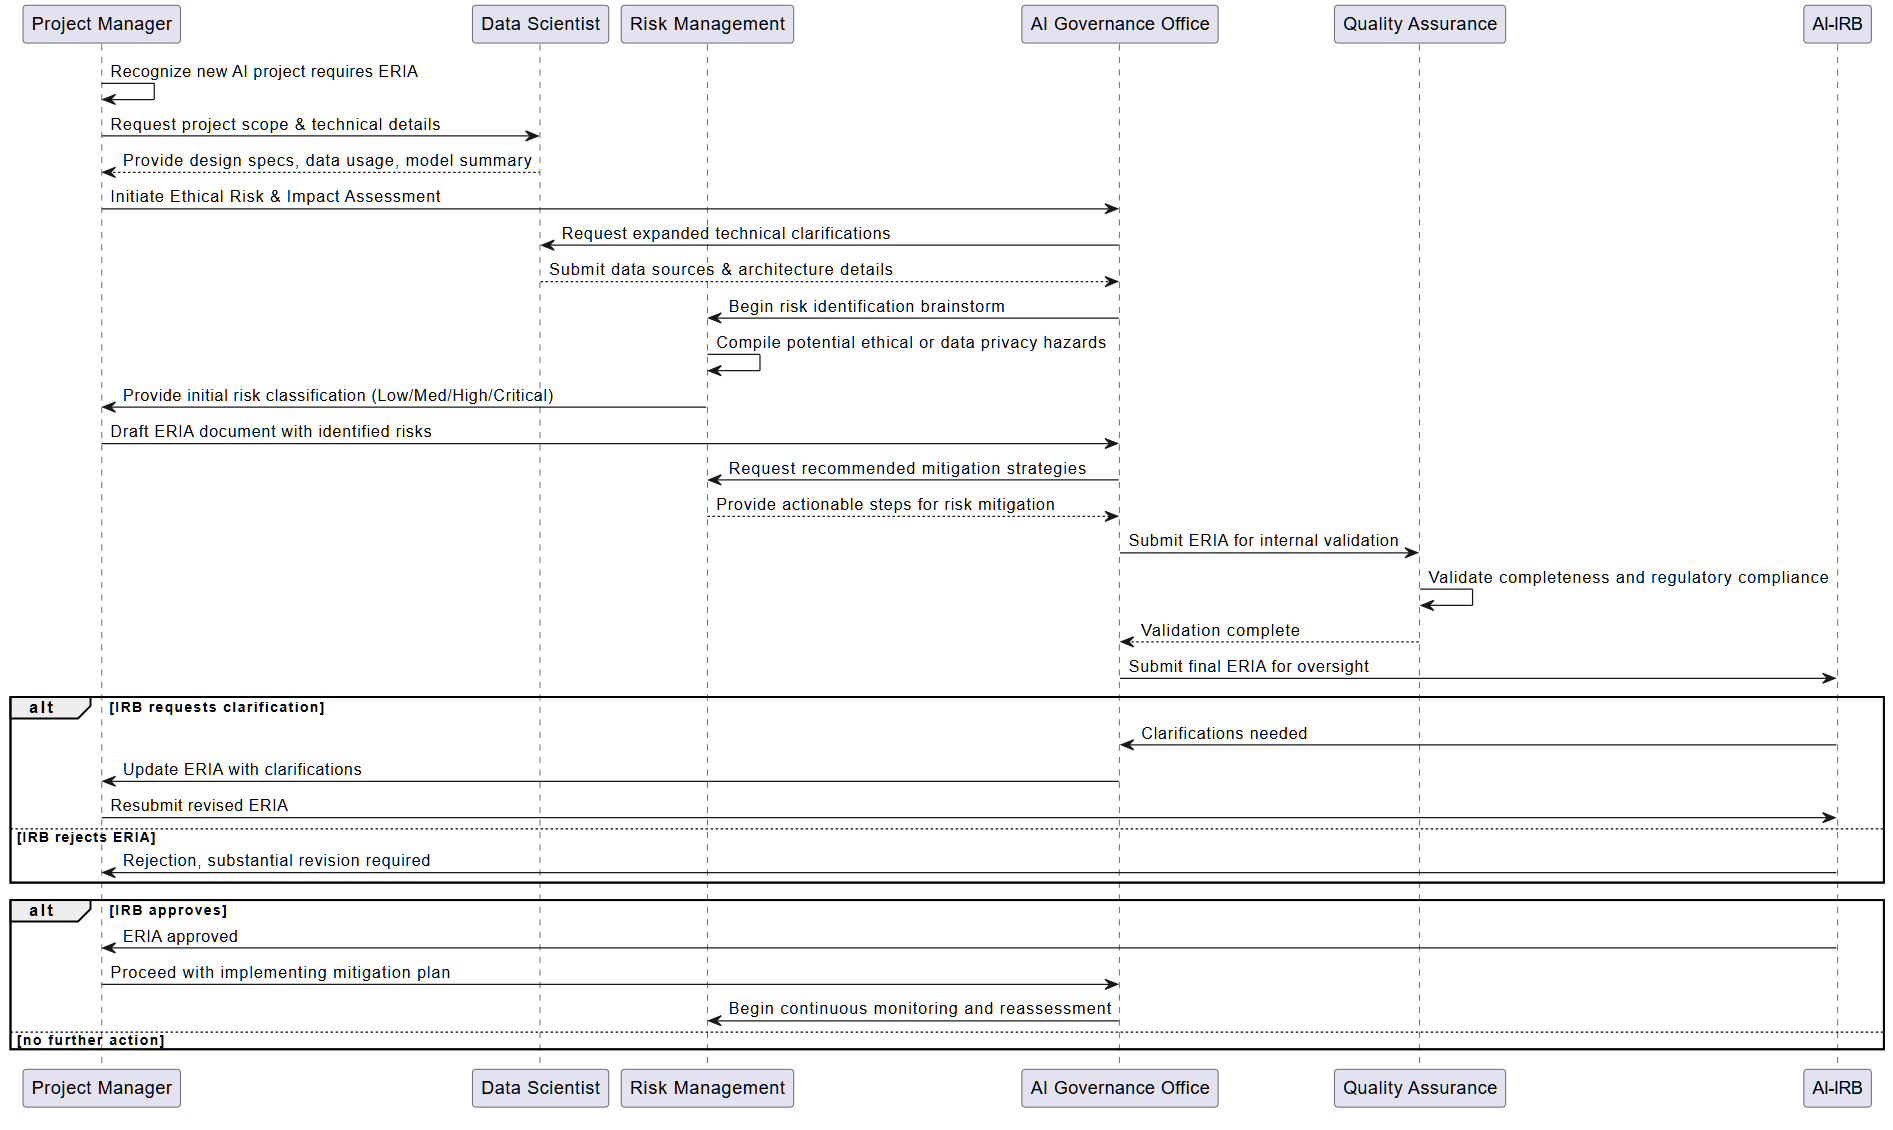 Project Manager
Data Scientist
Risk Management
AI Governance Office
Quality Assurance
AI-IRB
Recognize new AI project requires ERIA
Request project scope & technical details
Provide design specs, data usage, model summary
Initiate Ethical Risk & Impact Assessment
Request expanded technical clarifications
Submit data sources & architecture details
Begin risk identification brainstorm
Compile potential ethical or data privacy hazards
Provide initial risk classification (Low/Med/High/Critical)
Draft ERIA document with identified risks
Request recommended mitigation strategies
Provide actionable steps for risk mitigation
Submit ERIA for internal validation
Validate completeness and regulatory compliance
Validation complete
Submit final ERIA for oversight
alt
[IRB requests clarification]
Clarifications needed
Update ERIA with clarifications
Resubmit revised ERIA
[IRB rejects ERIA]
Rejection, substantial revision required
alt
[IRB approves]
ERIA approved
Proceed with implementing mitigation plan
Begin continuous monitoring and reassessment
[no further action]
Project Manager
Data Scientist
Risk Management
AI Governance Office
Quality Assurance
AI-IRB